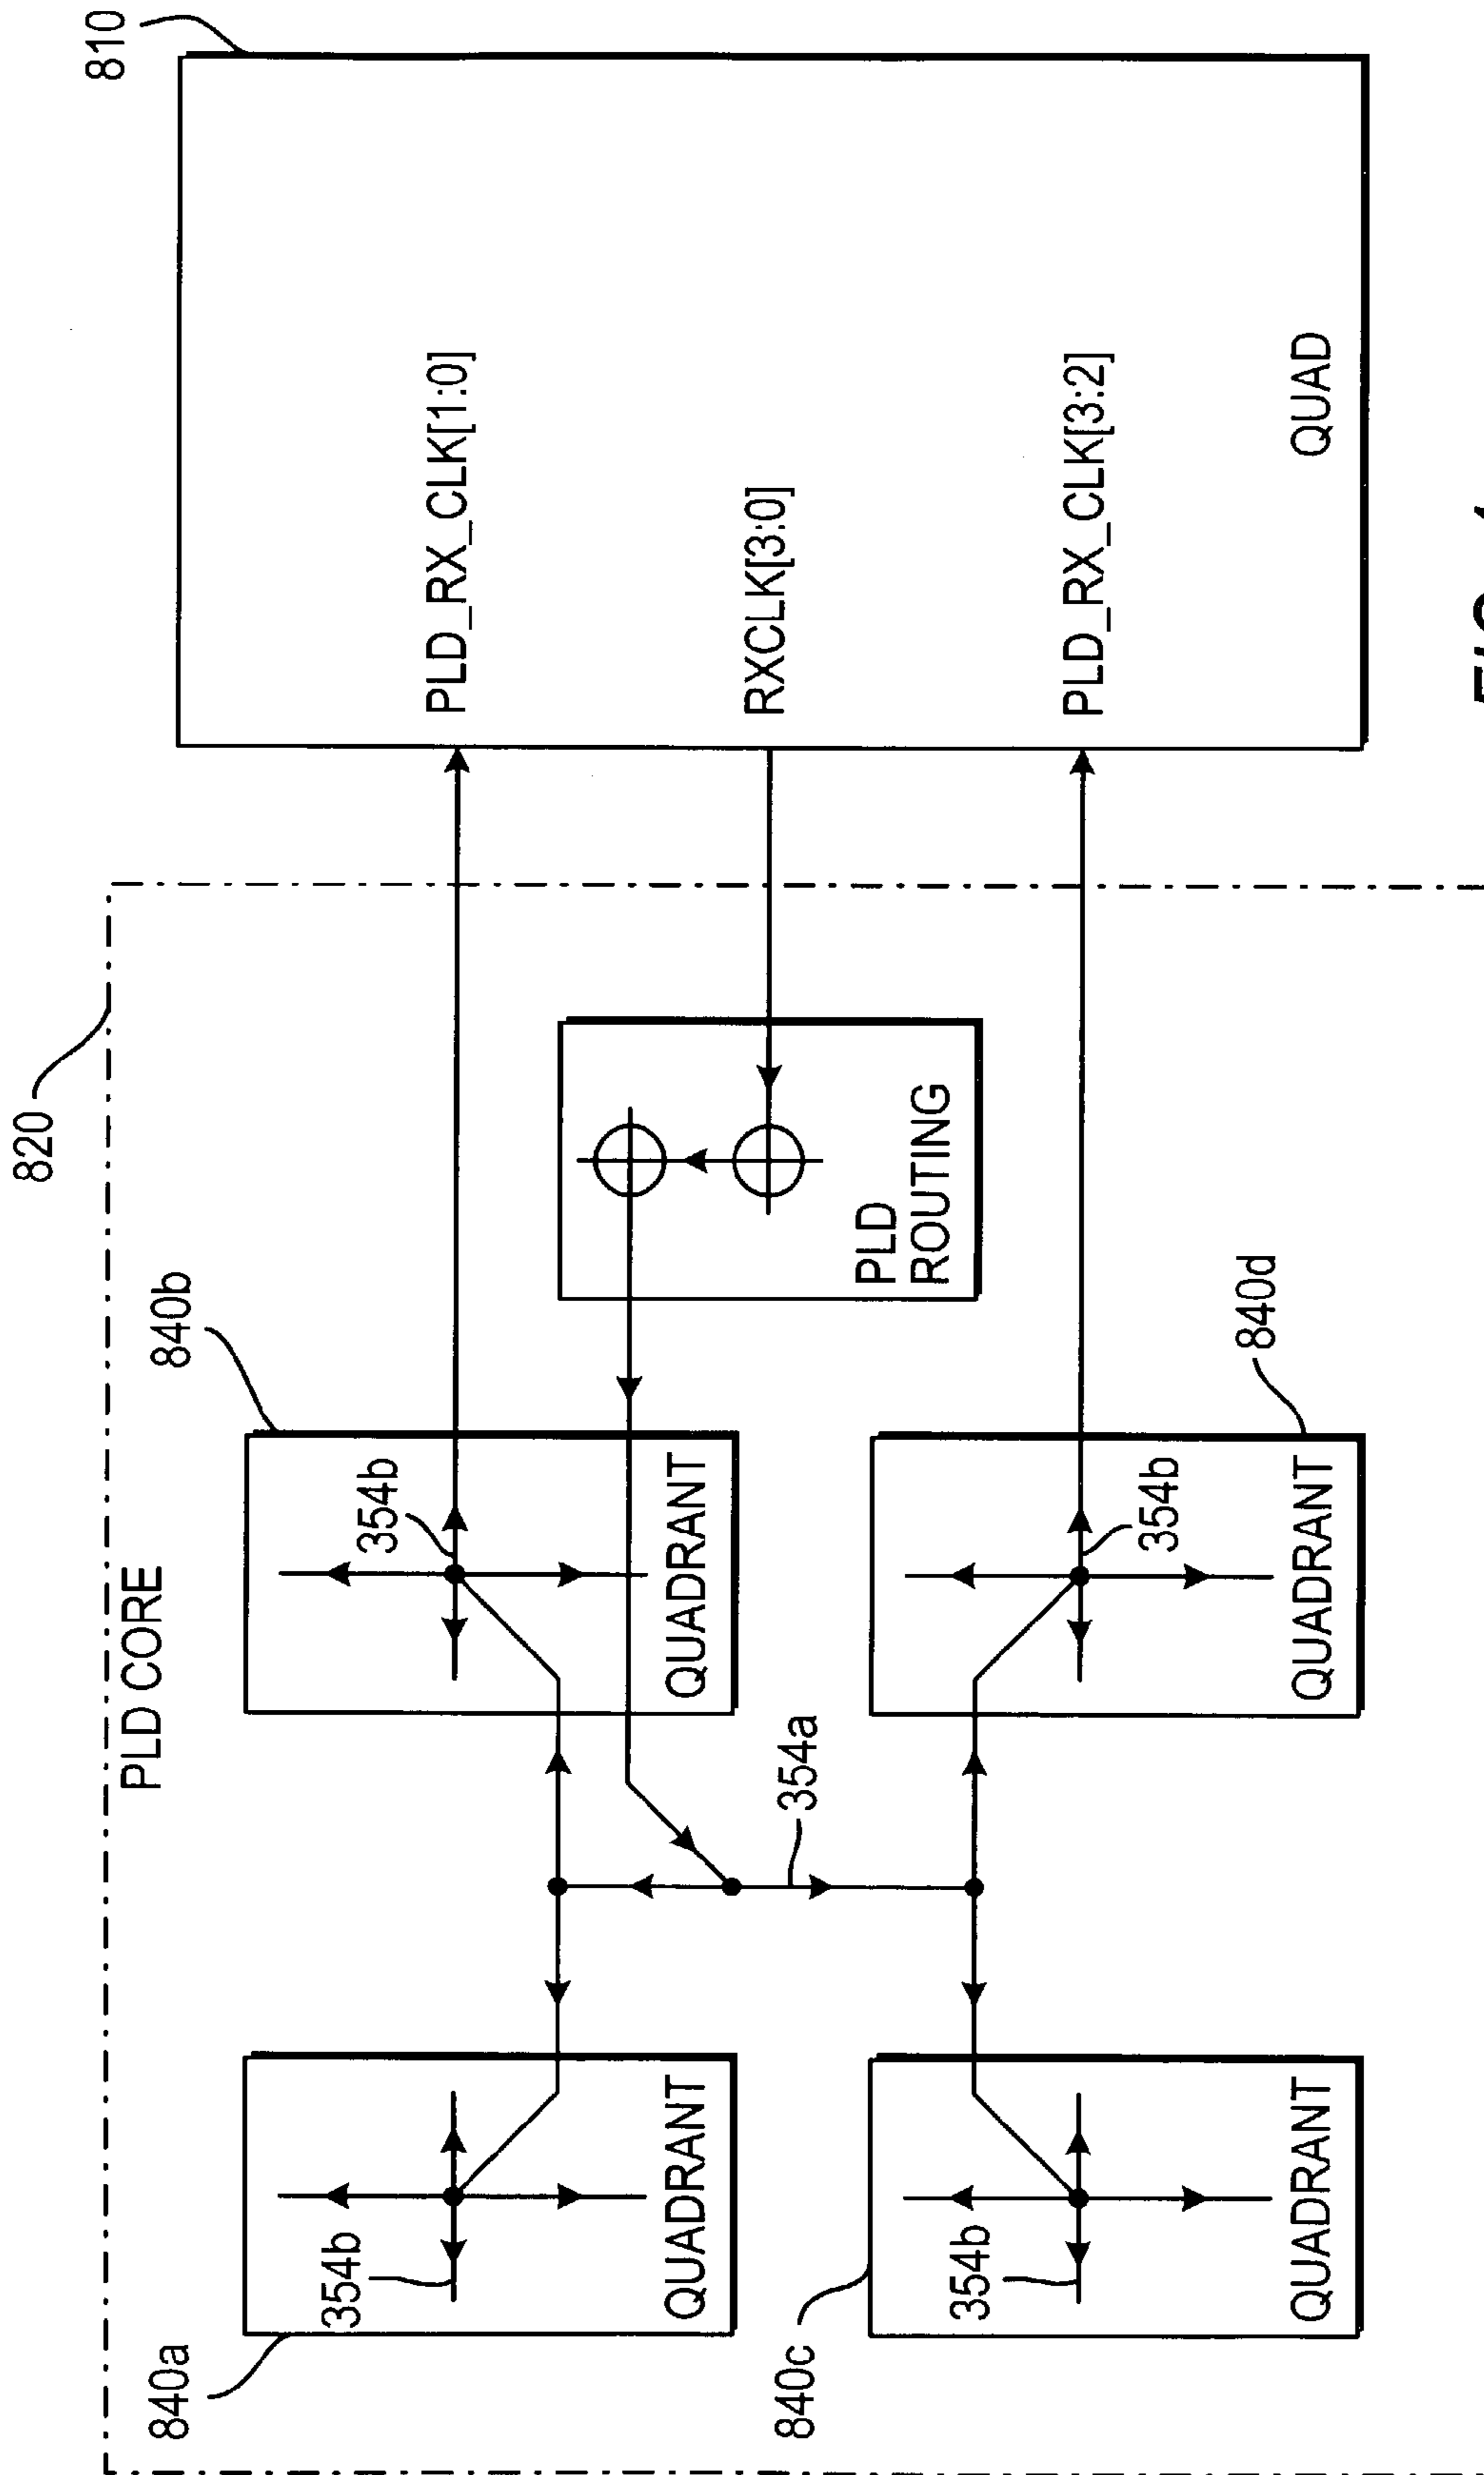 820
810
PLD CORE
840b
354b
QUADRANT
PLD_RX_CLK[1:0]
840a
354b
QUADRANT
354a
PLD
ROUTING
RXCLK[3:0]
840c
354b
QUADRANT
354b
QUADRANT
840d
PLD_RX_CLK[3:2]
QUAD